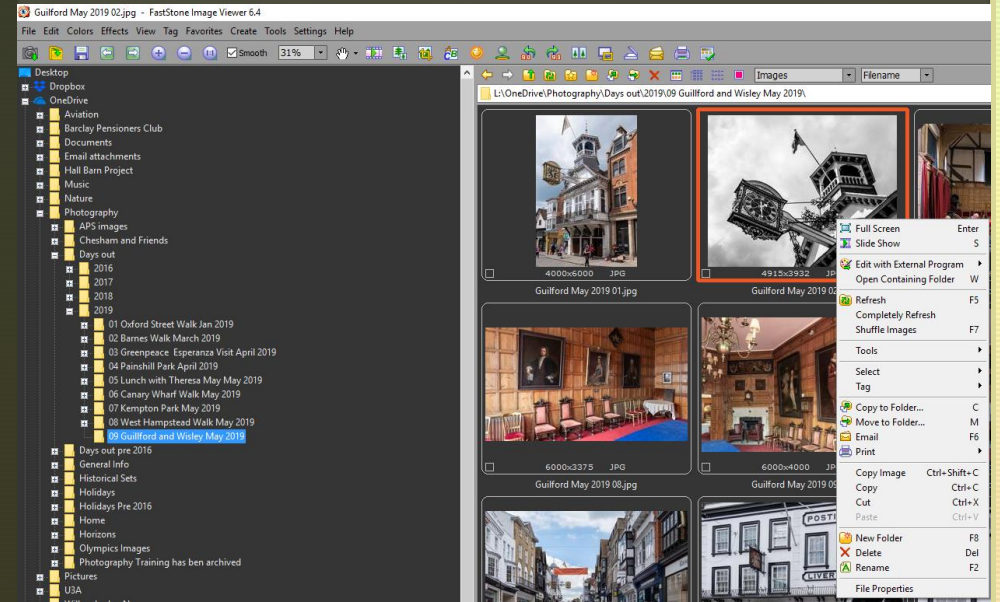 Guilford May 2019 02.jpg - FastStone Image Viewer 6.4
File Edit Colors Effects View Tag Favorites Create Tools Settings Help
Smooth 31%
Desktop
Dropbox
OneDrive
Aviation
Barclay Pensioners Club
Documents
Email attachments
Hall Barn Project
Music
Nature
Photography
APS images
Chesham and Friends
Days out
2016
2017
2018
2019
01 Oxford Street Walk Jan 2019
02 Barnes Walk March 2019
03 Greenpeace Esperanza Visit April 2019
04 Painshill Park April 2019
05 Lunch with Theresa May May 2019
06 Canary Wharf Walk May 2019
07 Kempton Park May 2019
08 West Hampstead Walk May 2019
09 Guillford and Wisley May 2019
Days out pre 2016
General Info
Historical Sets
Holidays
Holidays Pre 2016
Home
Horizons
Olympics Images
Photography Training has ben archived
Pictures
U3A
Images Filename
L:\OneDrive\Photography\Days out\2019\09 Guillford and Wisley May 2019\
4000x6000 JPG
Guilford May 2019 01.jpg
4915x3932 JP
Guilford May 2019 02
6000x3375 JPG
Guilford May 2019 08.jpg
6000x4000 JP
Guilford May 2019 09
POSTI
LIVER
Full Screen Enter
Slide Show S
Edit with External Program
Open Containing Folder W
Refresh F5
Completely Refresh
Shuffle Images F7
Tools
Select
Tag
Copy to Folder... C
Move to Folder... M
Email F6
Print
Copy Image Ctrl+Shift+C
Copy Ctrl+C
Cut Ctrl+X
Paste Ctrl+V
New Folder F8
Delete Del
Rename F2
File Properties